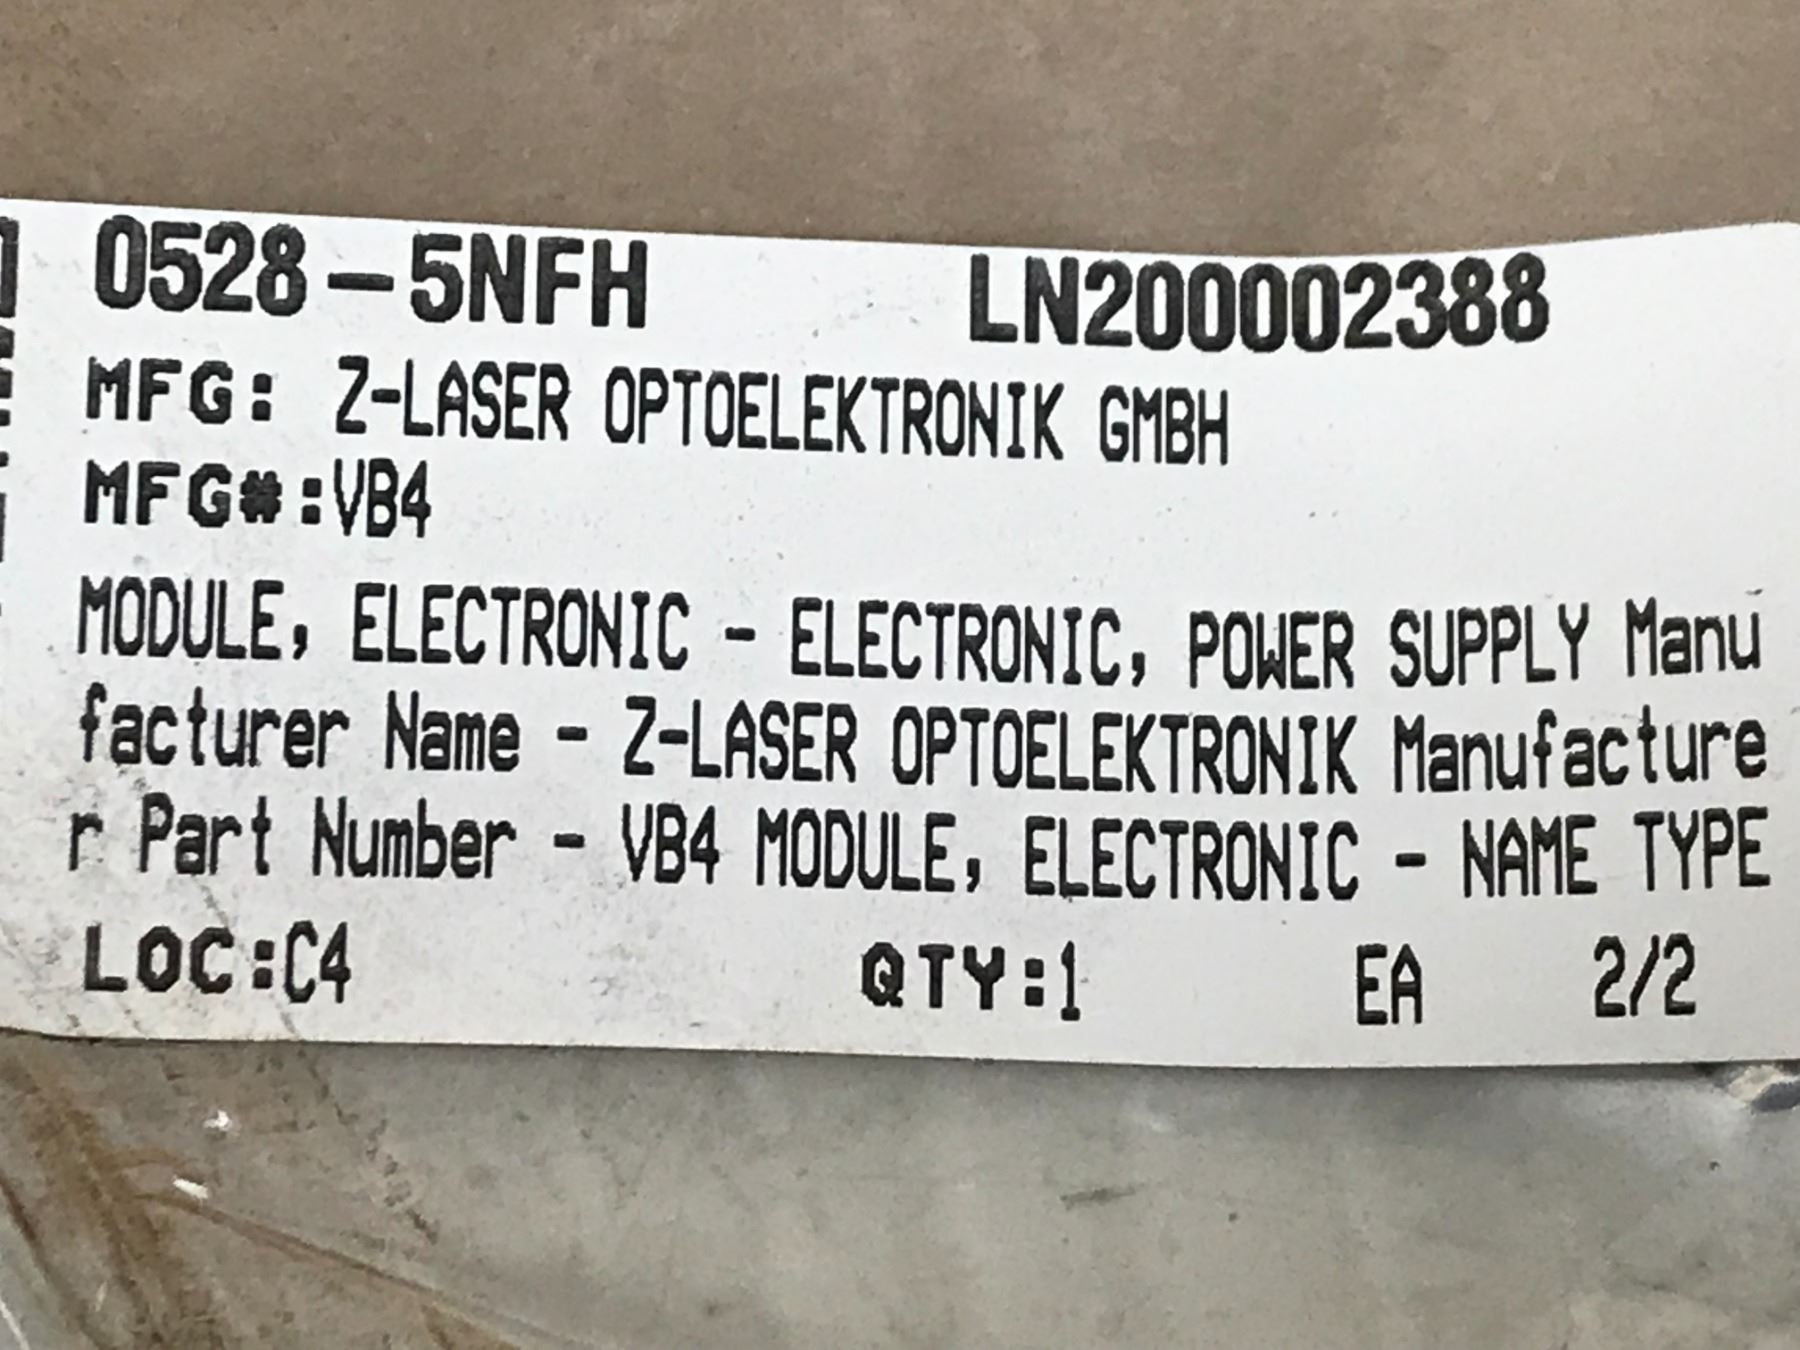 0528-5NFH LN200002388
MFG: Z-LASER OPTOELEKTRONIK GMBH
MFG#:VB4
MODULE, ELECTRONIC - ELECTRONIC, POWER SUPPLY Manu
facturer Name - Z-LASER OPTOELEKTRONIK Manufacture
r Part Number - VB4 MODULE, ELECTRONIC - NAME TYPE
LOC:C4 QTY:1 EA 2/2